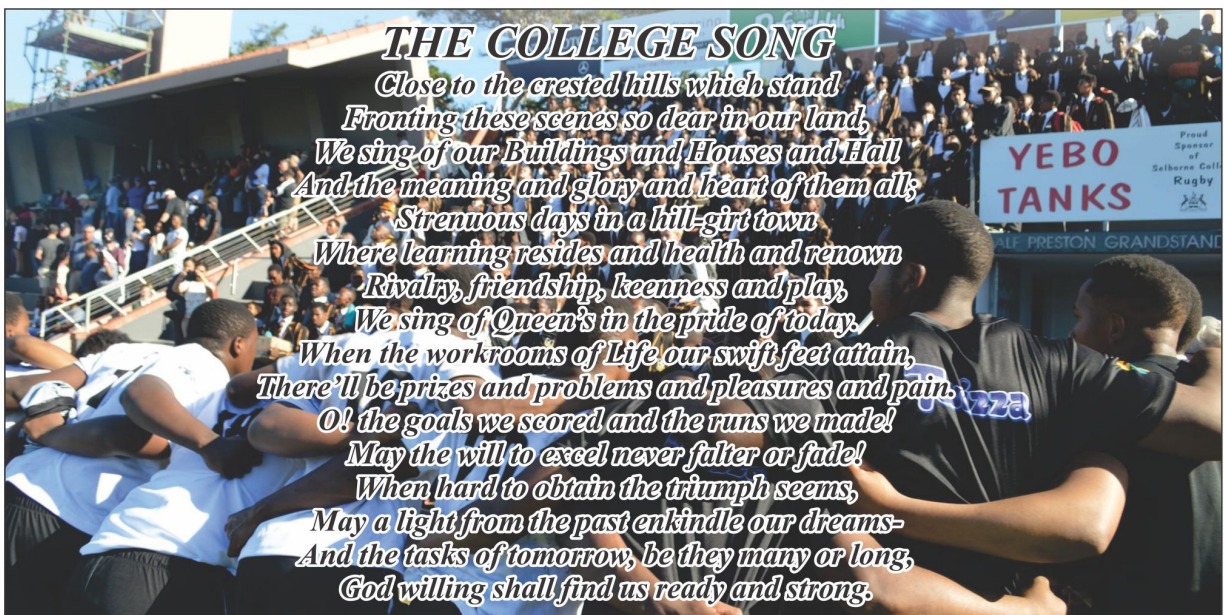 THE COLLEGE SONG
Close to the crested hills which stand
Fronting these scenes so dear in our land,
We sing of our Buildings and Houses and Hall
And the meaning and glory and heart of them all;
Strenuous days in a hill-girt town
Where learning resides and health and renown
Rivalry, friendship, keenness and play,
We sing of Queen's in the pride of today.
When the workrooms of Life our swift feet attain,
There'll be prizes and problems and pleasures and pain.
O! the goals we scored and the runs we made!
May the will to excel never falter or fade!
When hard to obtain the triumph seems,
May a light from the past enkindle our dreams-
And the tasks of tomorrow, be they many or long,
God willing shall find us ready and strong.
YEBO
TANKS
Proud
Sponsor
of
Selborne Coll
Rugby
ALF PRESTON GRANDSTAND